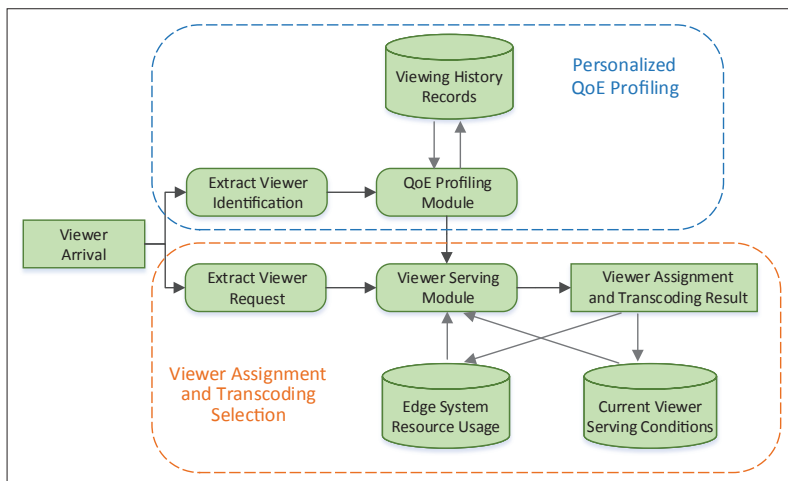 Viewing History
Records
Personalized
QoE Profiling
Extract Viewer
Identification
QoE Profiling
Module
Viewer
Arrival
Extract Viewer
Request
Viewer Serving
Module
Viewer Assignment
and Transcoding Result
Viewer Assignment
and Transcoding
Selection
Edge System
Resource Usage
Current Viewer
Serving Conditions